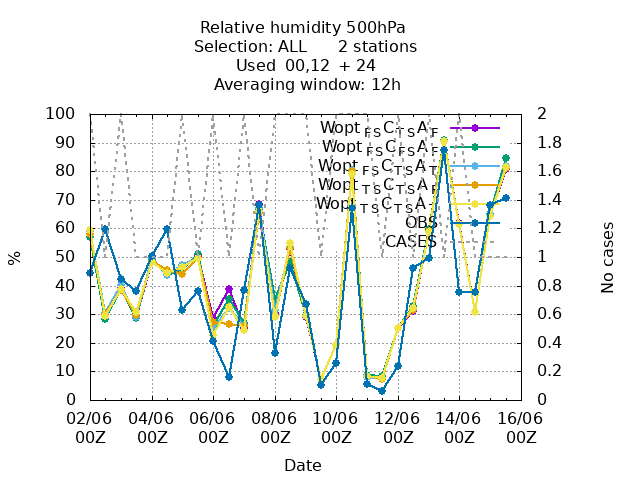 Relative humidity 500hPa
Selection: ALL 2 stations
Used 00,12 + 24
Averaging window: 12h
100 90 80 70 60 50 40 30 20 10 0
%
2 1.8 1.6 1.4 1.2 1 0.8 0.6 0.4 0.2 0
No cases
Wopt FS C TS A F
Wopt FS C FS A F
Wopt FS C TS A
Wopt TS C TS A F
Wopt TS C TS A T
OBS
CASES
02/06 04/06 06/06 08/06 10/06 12/06 14/06 16/06
00Z 00Z 00Z 00Z 00Z 00Z 00Z 00Z
Date